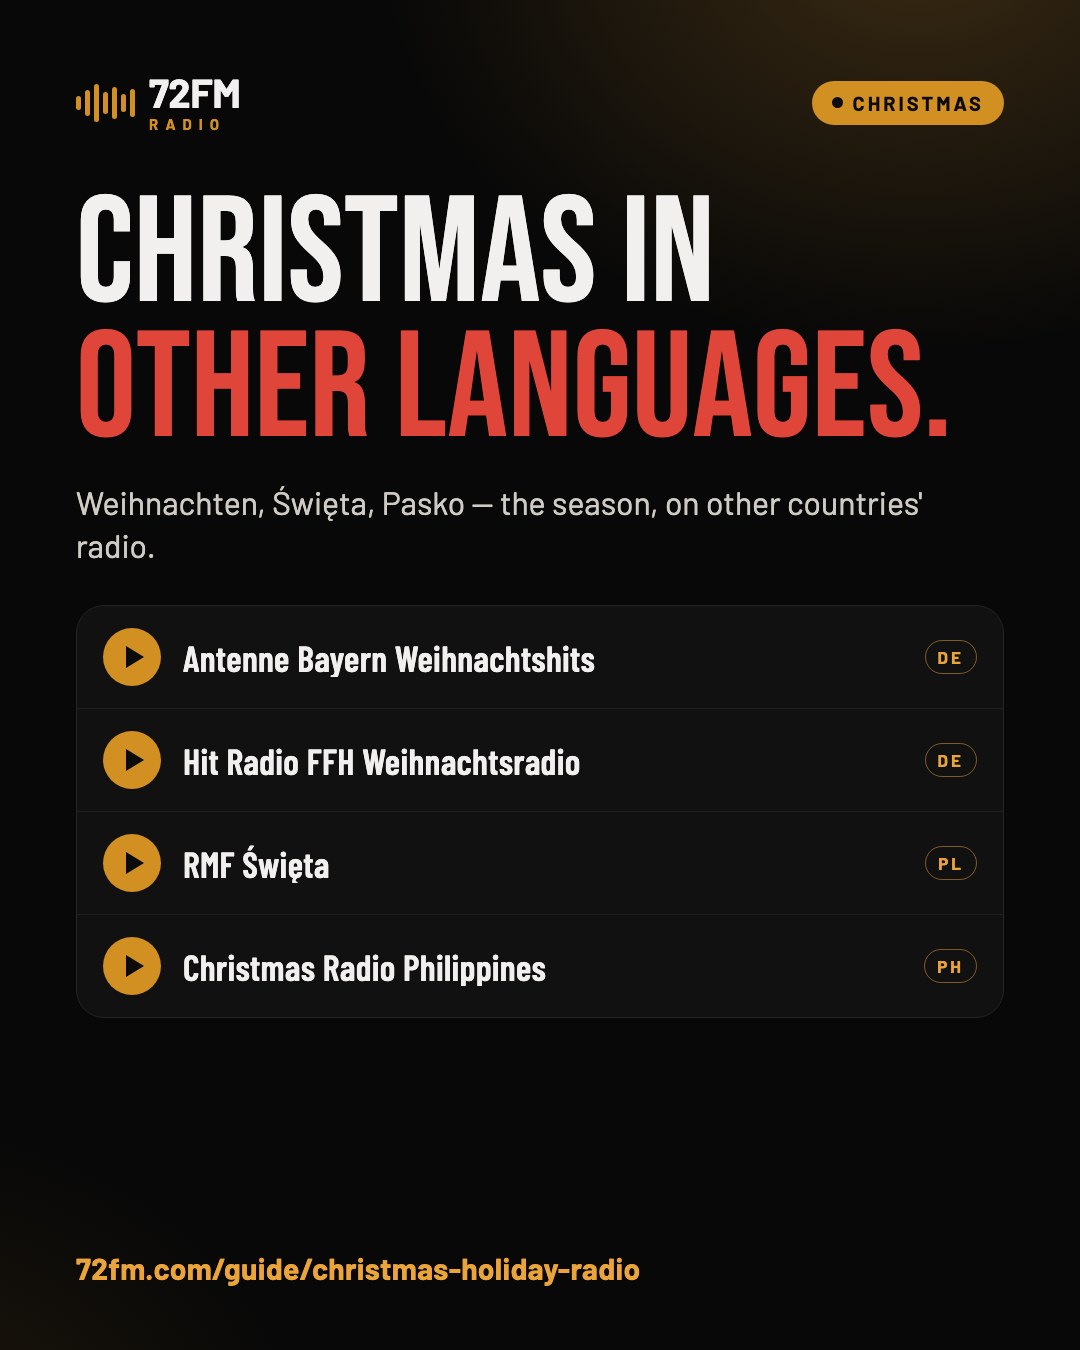 72FM
RADIO
CHRISTMAS
CHRISTMAS IN
OTHER LANGUAGES.
Weihnachten, Święta, Pasko — the season, on other countries'
radio.
Antenne Bayern Weihnachtshits
DE
Hit Radio FFH Weihnachtsradio
DE
RMF Święta
PL
Christmas Radio Philippines
PH
72fm.com/guide/christmas-holiday-radio